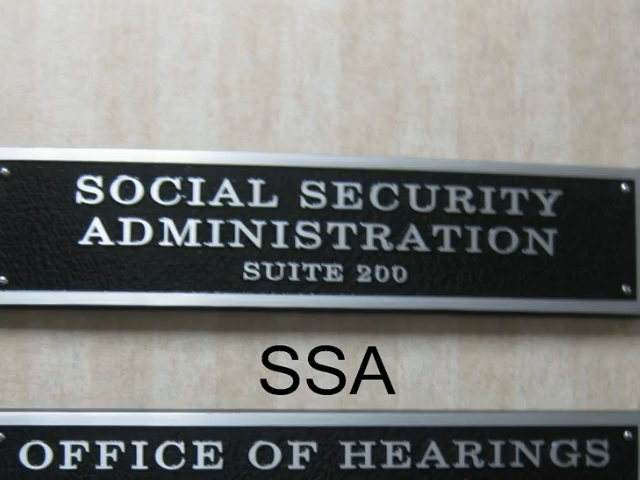 SOCIAL SECURITY
ADMINISTRATION
SUITE 200
SSA
OFFICE OF HEARINGS